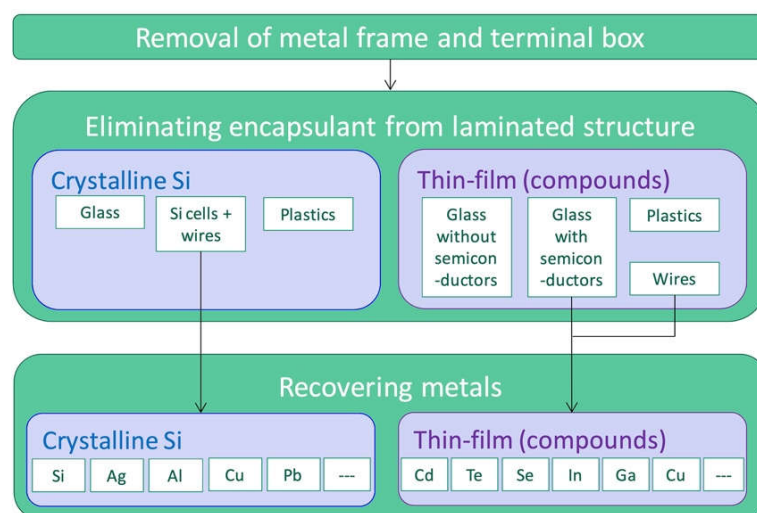 Removal of metal frame and terminal box
Eliminating encapsulant from laminated structure
Crystalline Si
Glass
Si cells +
wires
Plastics
Thin-film (compounds)
Glass
without
semicon
-ductors
Glass
with
semicon
-ductors
Plastics
Wires
Recovering metals
Crystalline Si
Si
Ag
Al
Cu
Pb
---
Thin-film (compounds)
Cd
Te
Se
In
Ga
Cu
---